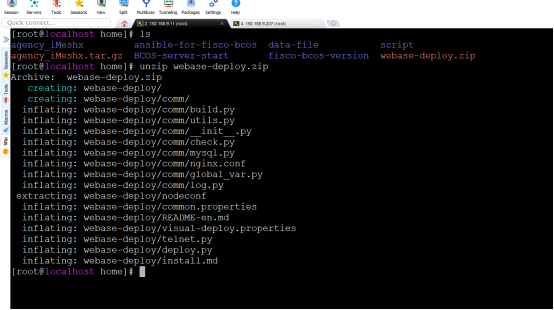 Session Servers Tools Sessions View Split MultiExec Tunneling Packages Settings Help
Quick connect...
2. 192.168.9.11 (root)
4. 192.168.9.207 (root)
Sessions
Tools
Macros
Sftp
[root@localhost home]# ls
agency_iMeshx ansible-for-fisco-bcos data-file script
agency_iMeshx.tar.gz BCOS-server-start fisco-bcos-version webase-deploy.zip
[root@localhost home]# unzip webase-deploy.zip
Archive: webase-deploy.zip
creating: webase-deploy/
creating: webase-deploy/comm/
inflating: webase-deploy/comm/build.py
inflating: webase-deploy/comm/utils.py
inflating: webase-deploy/comm/__init__.py
inflating: webase-deploy/comm/check.py
inflating: webase-deploy/comm/mysql.py
inflating: webase-deploy/comm/nginx.conf
inflating: webase-deploy/comm/global_var.py
inflating: webase-deploy/comm/log.py
extracting: webase-deploy/nodeconf
inflating: webase-deploy/common.properties
inflating: webase-deploy/README-en.md
inflating: webase-deploy/visual-deploy.properties
inflating: webase-deploy/telnet.py
inflating: webase-deploy/deploy.py
inflating: webase-deploy/install.md
[root@localhost home]#